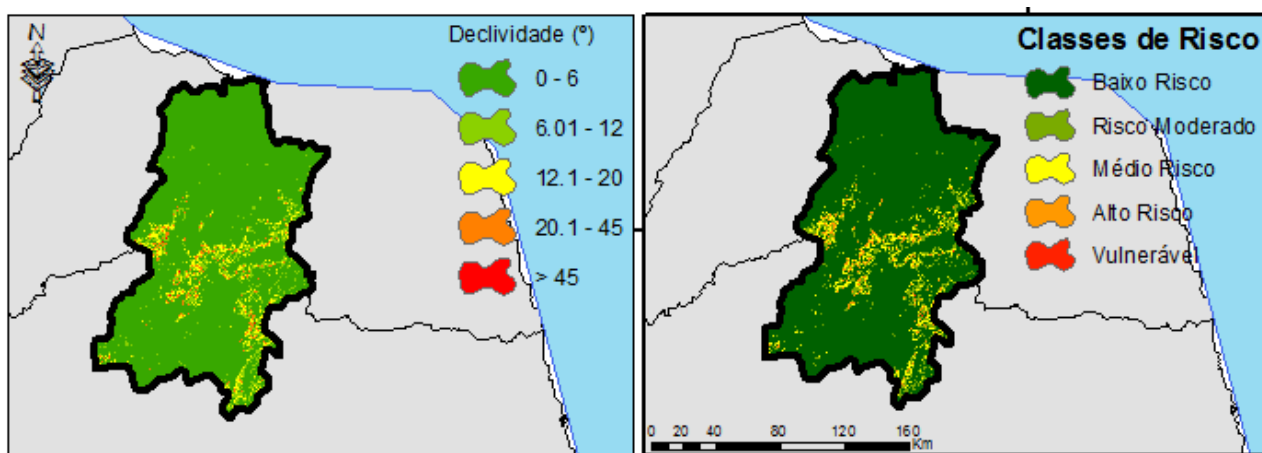 N
Declividade (º)
0 - 6
6.01 - 12
12.1 - 20
20.1 - 45
> 45
Classes de Risco
Baixo Risco
Risco Moderado
Médio Risco
Alto Risco
Vulnerável
0 20 40 80 120 160
Km